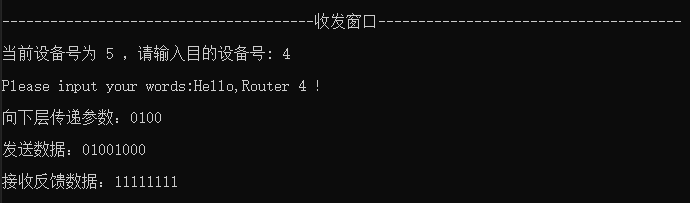 ---------------------------------------收发窗口--------------------------------------
当前设备号为 5 ，请输入目的设备号: 4
Please input your words:Hello,Router 4 !
向下层传递参数：0100
发送数据：01001000
接收反馈数据：11111111